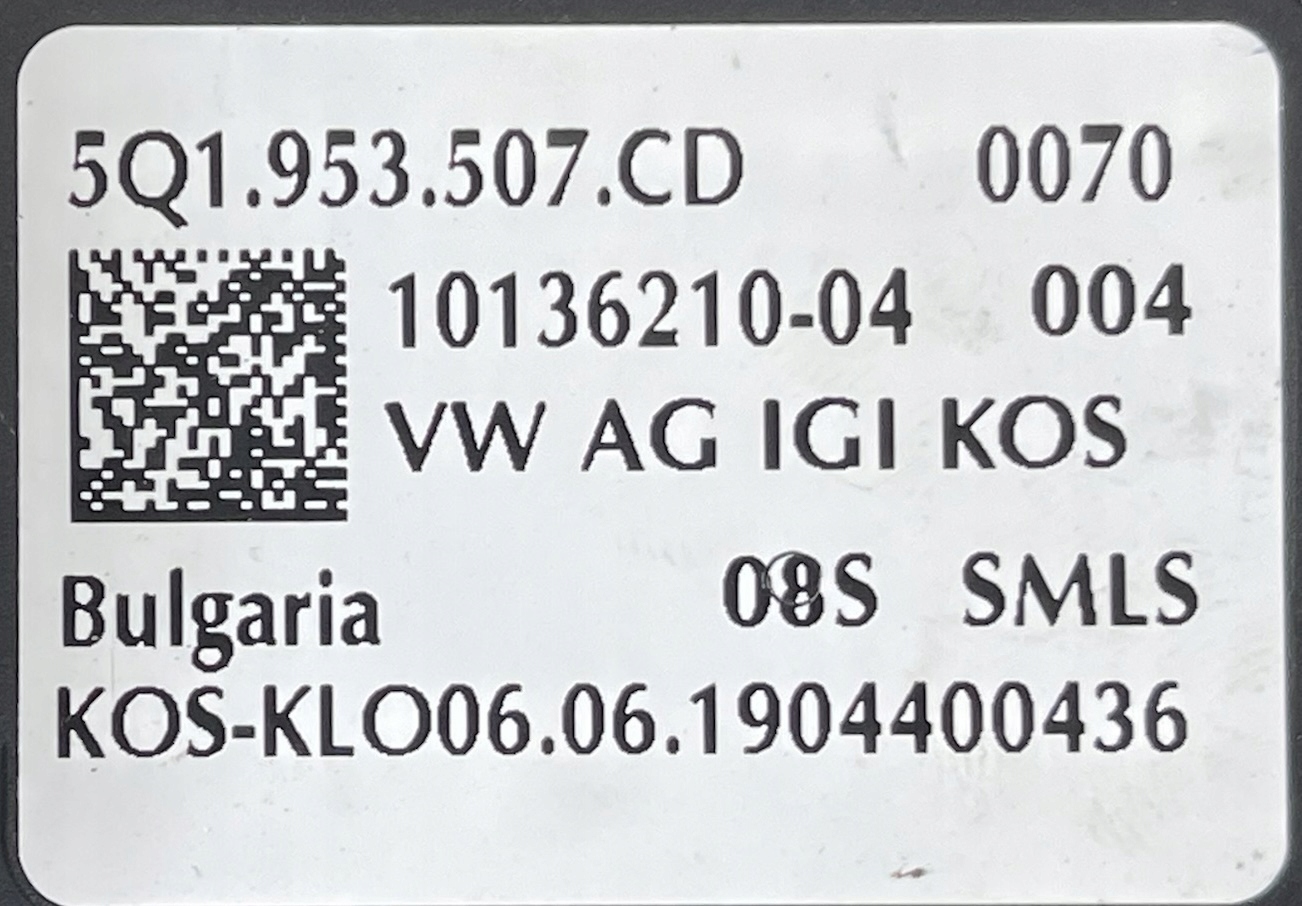 5Q1.953.507.CD 0070
10136210-04 004
VW AG IGI KOS
Bulgaria 08S SMLS
KOS-KLO06.06.1904400436